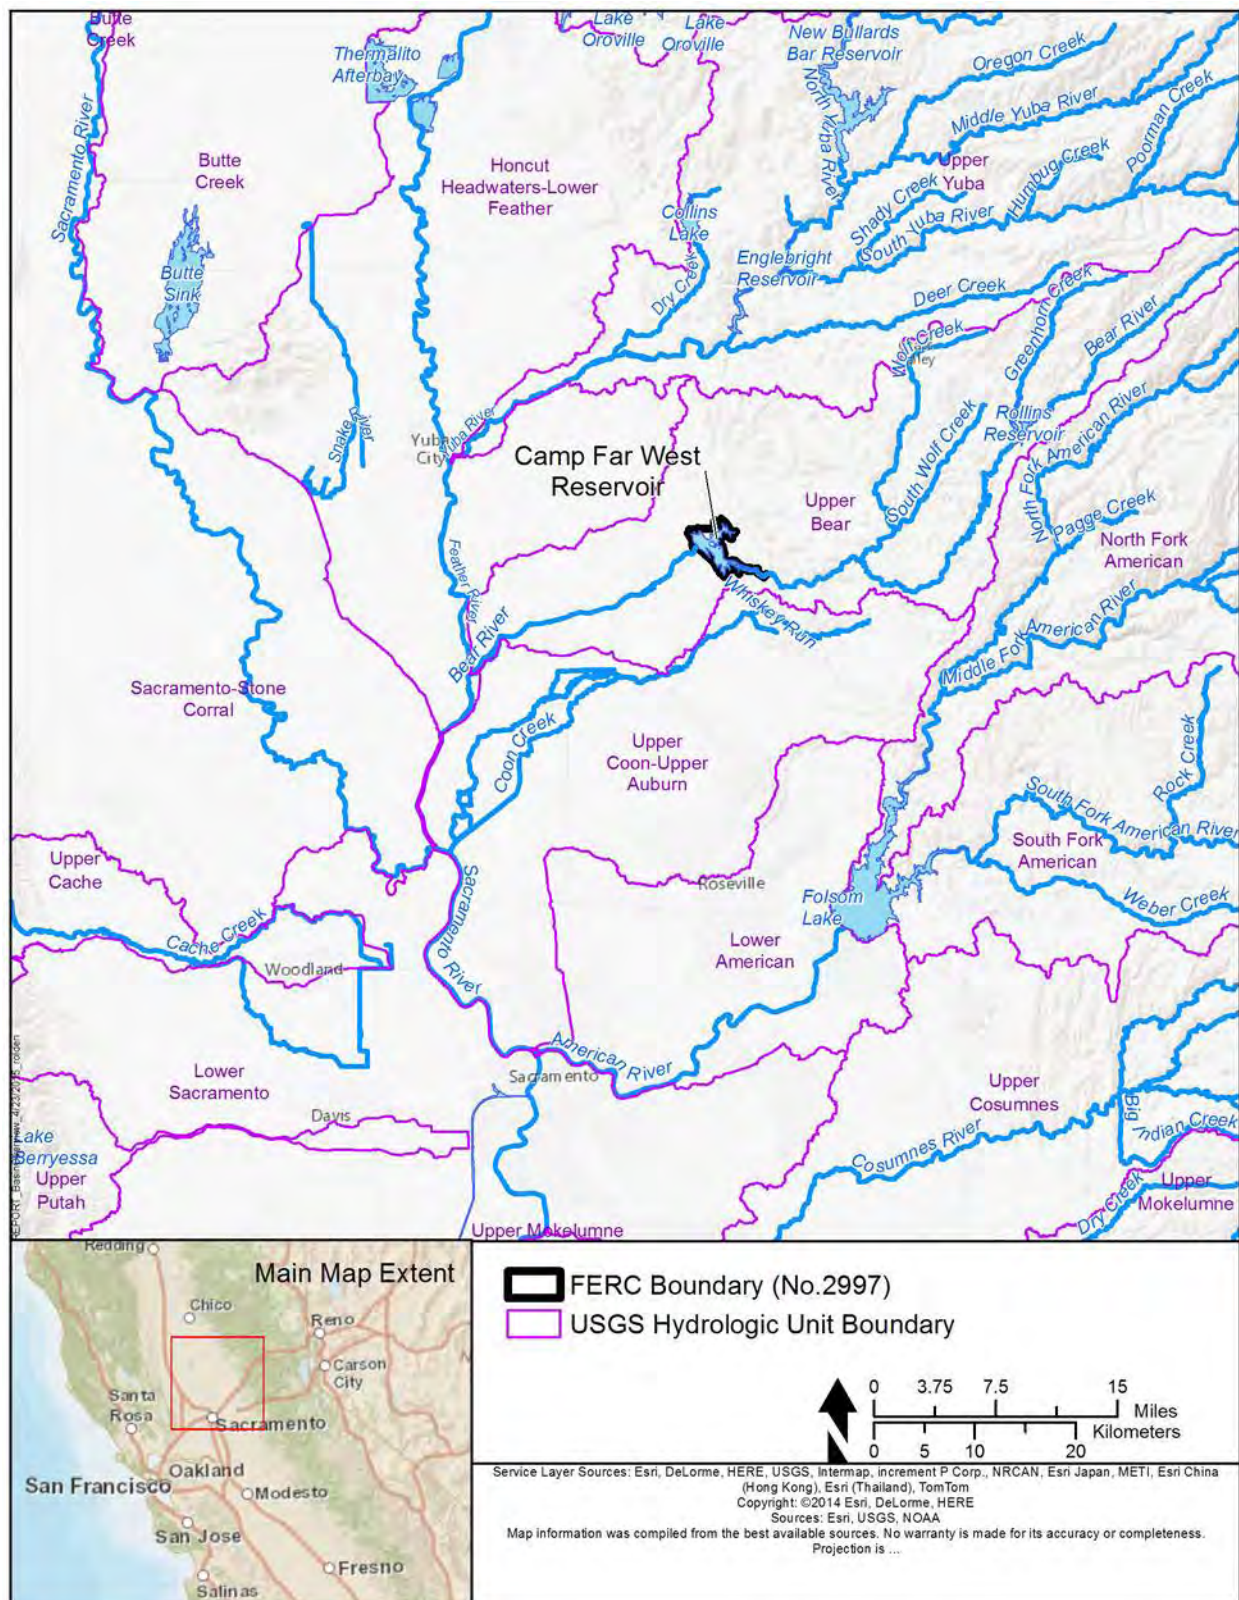 Butte
Creek
Thermalito
Afterbay
Lake
Oroville
Lake
Oroville
New Bullards
Bar Reservoir
North Yuba River
Oregon Creek
Middle Yuba River
Poorman Creek
Sacramento River
Butte
Creek
Honcut
Headwaters-Lower
Feather
Upper
Yuba
Humbug Creek
Shady Creek
South Yuba River
Collins
Lake
Dry Creek
Englebright
Reservoir
Butte
Sink
Deer Creek
Greenhorn Creek
Bear River
Wolf Creek
Snake River
Yuba
City
Yuba River
Rollins
Reservoir
South Wolf Creek
North Fork American River
Camp Far West
Reservoir
Upper
Bear
Pagge Creek
North Fork
American
Feather River
Bear River
Whiskey Run
Middle Fork American River
Sacramento-Stone
Corral
Coon Creek
Upper
Coon-Upper
Auburn
Rock Creek
South Fork American River
South Fork
American
Upper
Cache
Roseville
Folsom
Lake
Weber Creek
Cache Creek
Woodland
Sacramento River
Lower
American
American River
Sacramento
Lower
Sacramento
Davis
Upper
Cosumnes
Cosumnes River
Big Indian Creek
Lake
Berryessa
Upper
Putah
Upper Mokelumne
Dry Creek
Upper
Mokelumne
Main Map Extent
Redding
Chico
Reno
Carson
City
Santa
Rosa
Sacramento
San Francisco
Oakland
Modesto
San Jose
Fresno
Salinas
FERC Boundary (No.2997)
USGS Hydrologic Unit Boundary
0 3.75 7.5 15
Miles
Kilometers
0 5 10 20
Service Layer Sources: Esri, DeLorme, HERE, USGS, Intermap, increment P Corp., NRCAN, Esri Japan, METI, Esri China
(Hong Kong), Esri (Thailand), TomTom
Copyright: ©2014 Esri, DeLorme, HERE
Sources: Esri, USGS, NOAA
Map information was compiled from the best available sources. No warranty is made for its accuracy or completeness.
Projection is ...